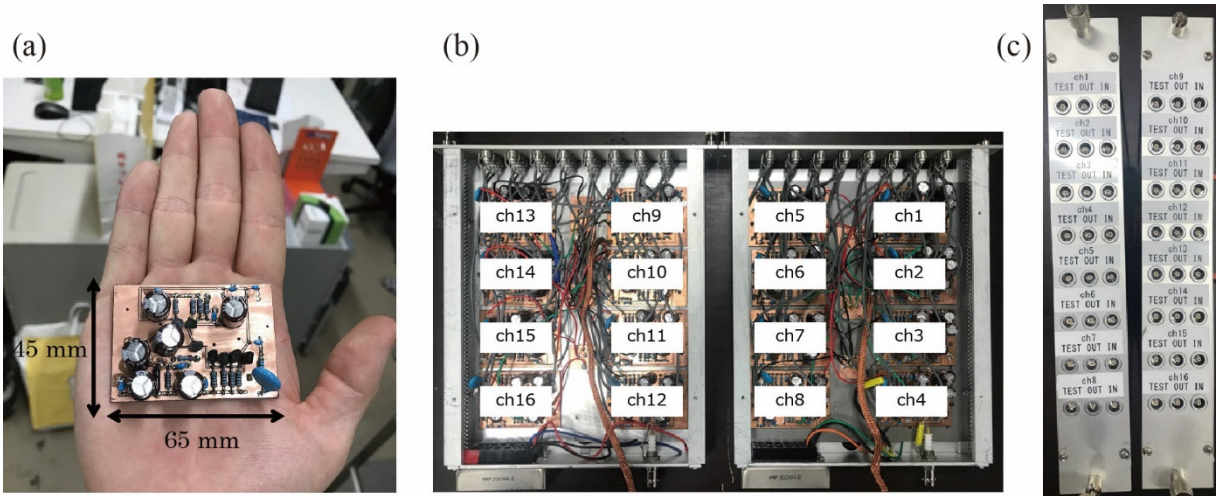 (a)
(b)
(c)
45 mm
65 mm
ch13
ch9
ch14
ch10
ch15
ch11
ch16
ch12
ch5
ch1
ch6
ch2
ch7
ch3
ch8
ch4
ch1
TEST OUT IN
ch2
TEST OUT IN
ch3
TEST OUT IN
ch4
TEST OUT IN
ch5
TEST OUT IN
ch6
TEST OUT IN
ch7
TEST OUT IN
ch8
TEST OUT IN
ch9
TEST OUT IN
ch10
TEST OUT IN
ch11
TEST OUT IN
ch12
TEST OUT IN
ch13
TEST OUT IN
ch14
TEST OUT IN
ch15
TEST OUT IN
ch16
TEST OUT IN